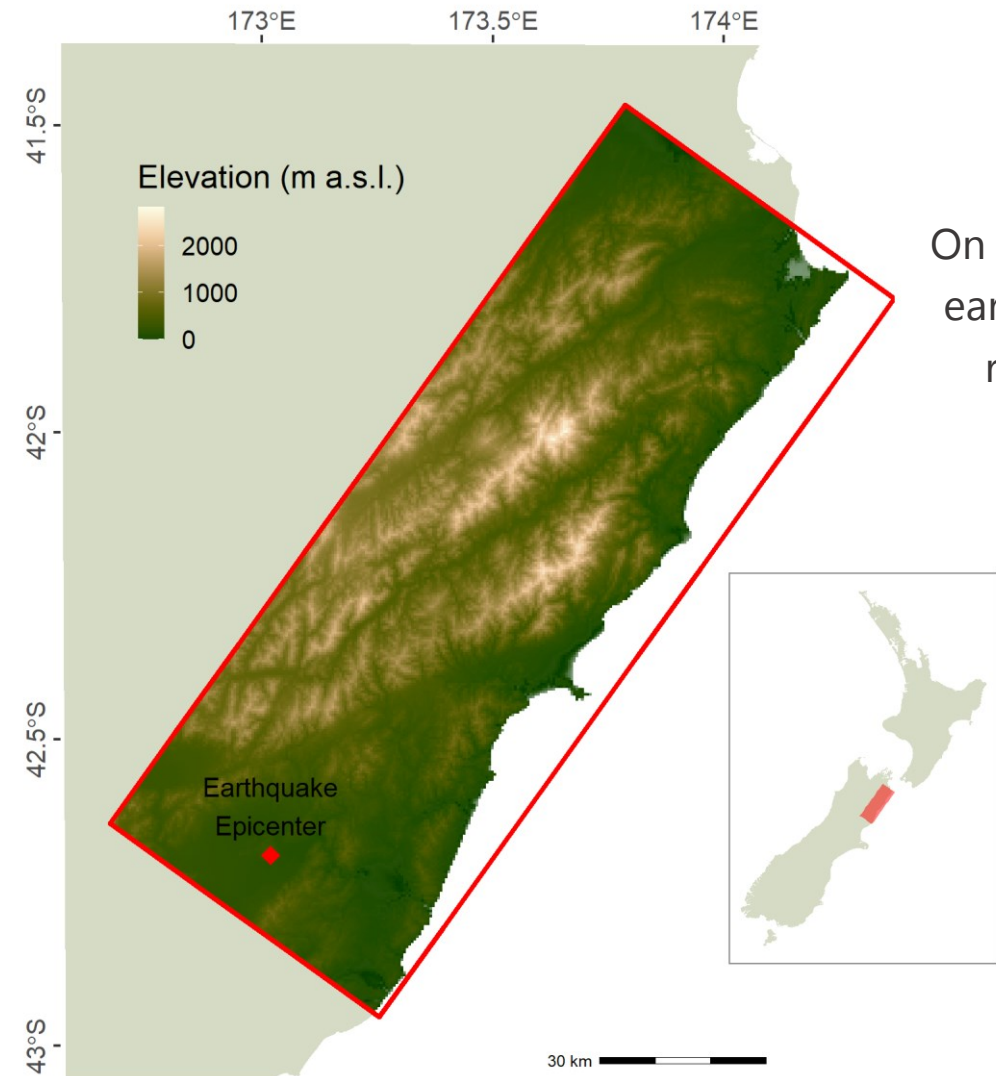 173°E 173.5°E 174°E
41.5°S
Elevation (m a.s.l.)
2000
1000
0
On
ear
42°S
42.5°S
Earthquake
Epicenter
43°S
30 km